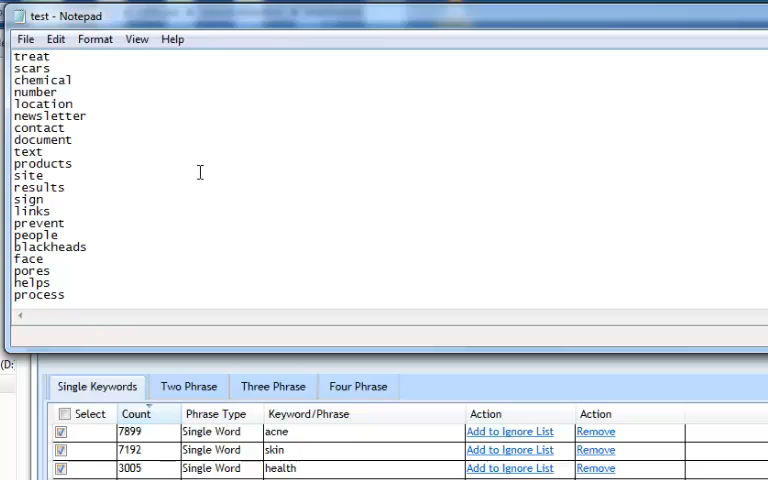 test - Notepad
File Edit Format View Help
treat
scars
chemical
number
location
newsletter
contact
document
text
products
site
results
sign
links
prevent
people
blackheads
face
pores
helps
process
(D:
Single Keywords Two Phrase Three Phrase Four Phrase
Select Count Phrase Type Keyword/Phrase Action Action
7899 Single Word acne Add to Ignore List Remove
7192 Single Word skin Add to Ignore List Remove
3005 Single Word health Add to Ignore List Remove